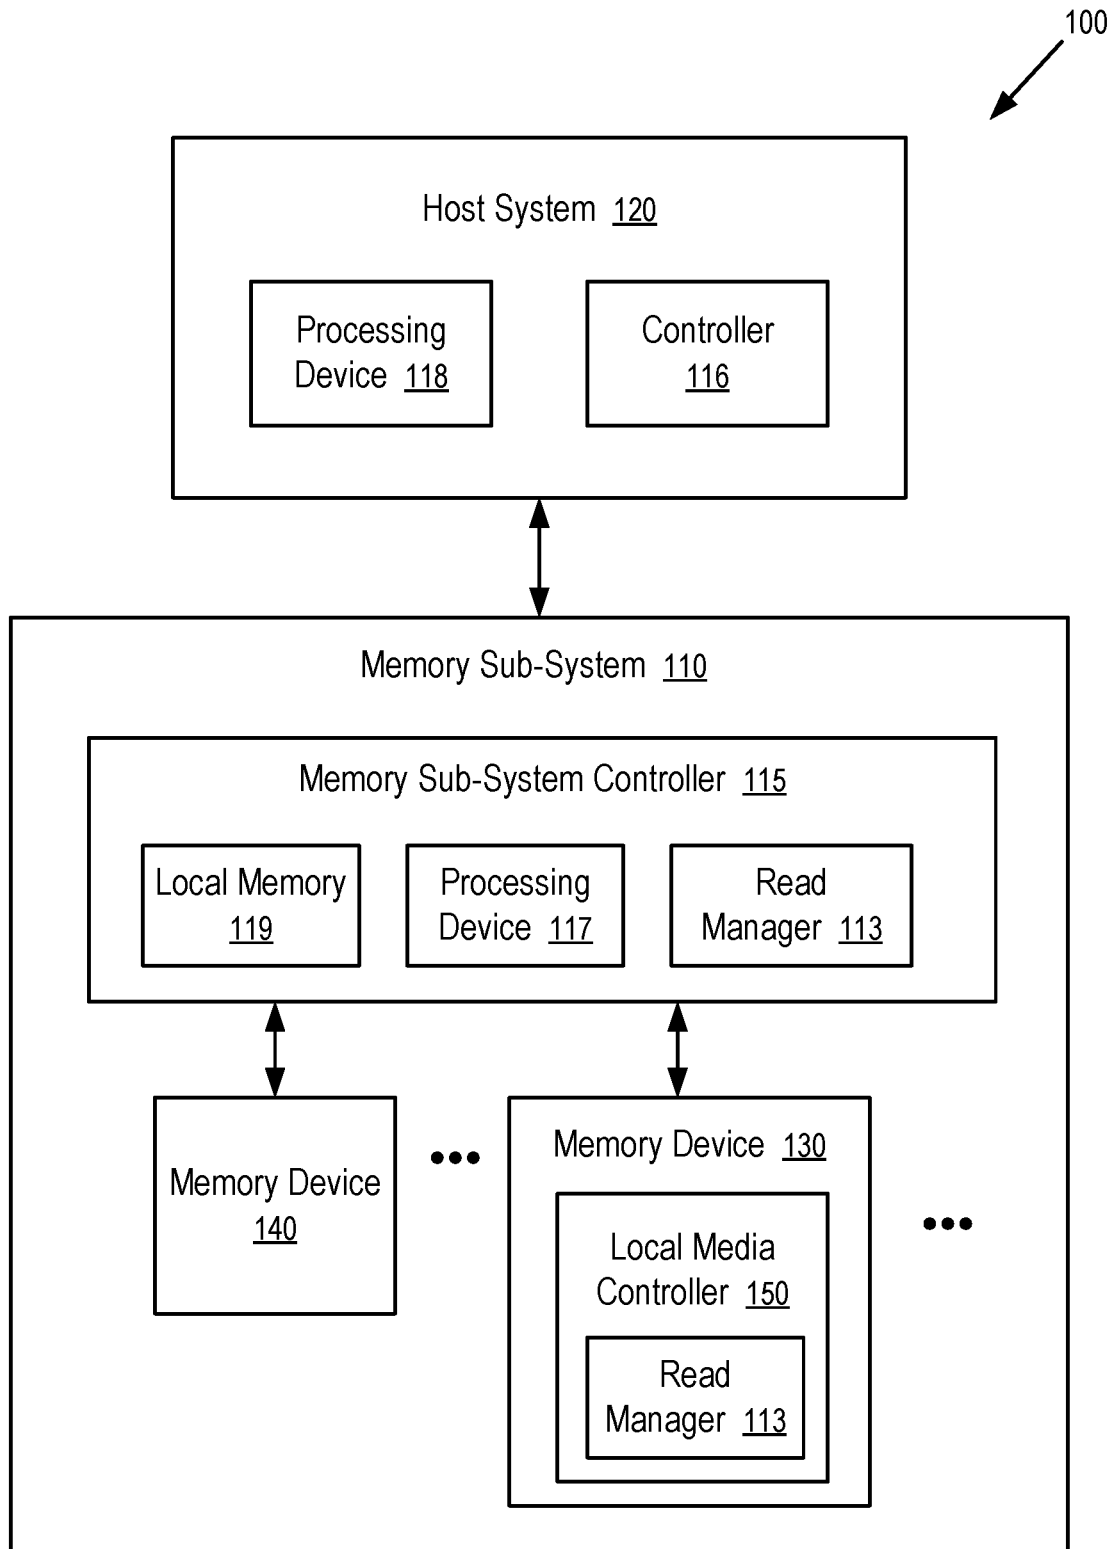 100
Host System 120
Processing
Device 118
Controller
116
Memory Sub-System 110
Memory Sub-System Controller 115
Local Memory
119
Processing
Device 117
Read
Manager 113
Memory Device
140
Memory Device 130
Local Media
Controller 150
Read
Manager 113